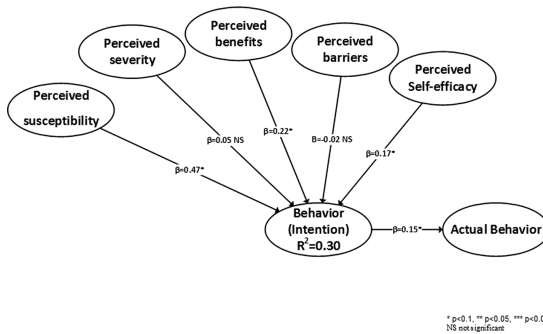 Perceived
benefits
Perceived
severity
Perceived
barriers
Perceived
Self-efficacy
Perceived
susceptibility
β=0.05 NS
β=0.22*
B=-0.02 NS
β=0.17*
β=0.47*
Behavior
(Intention)
R²=0.30
β=0.15*
Actual Behavior
* p<0.1, ** p<0.05, *** p<0.0
NS not significant